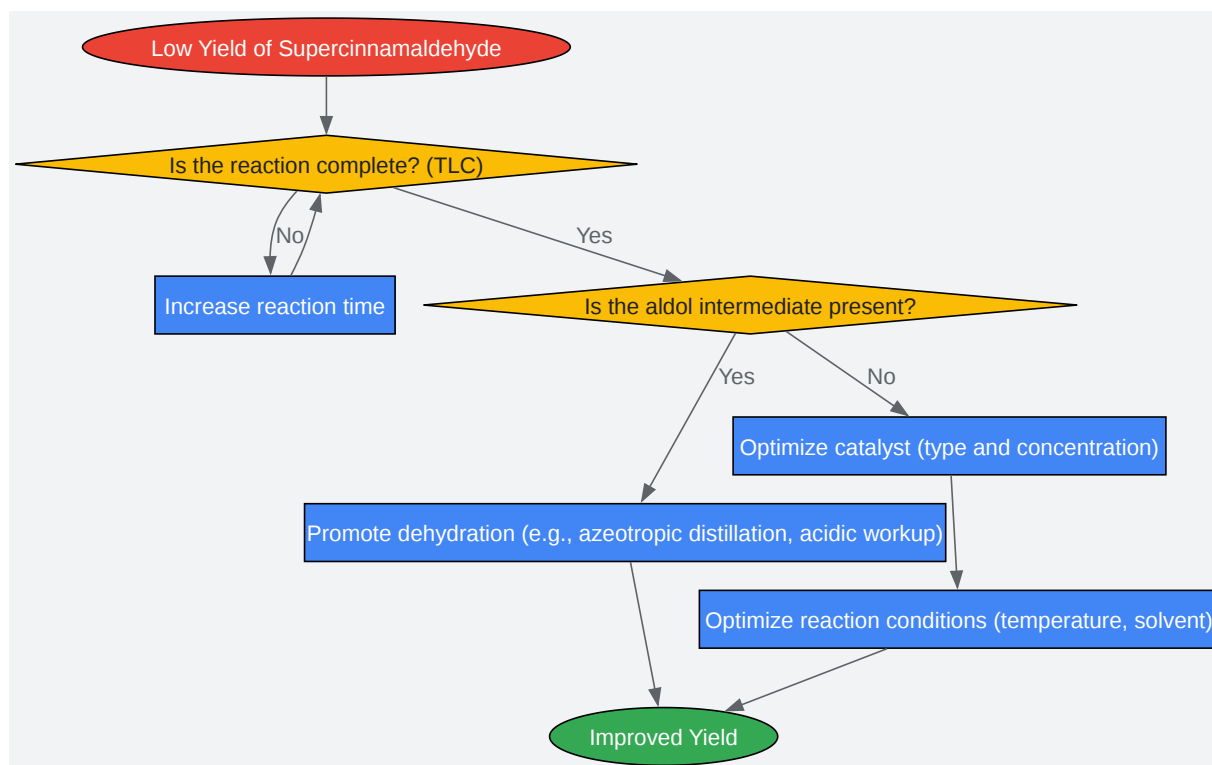 Low Yield of Supercinnamaldehyde
Is the reaction complete? (TLC)
No
Yes
Increase reaction time
Is the aldol intermediate present?
Yes
No
Optimize catalyst (type and concentration)
Promote dehydration (e.g., azeotropic distillation, acidic workup)
Optimize reaction conditions (temperature, solvent)
Improved Yield